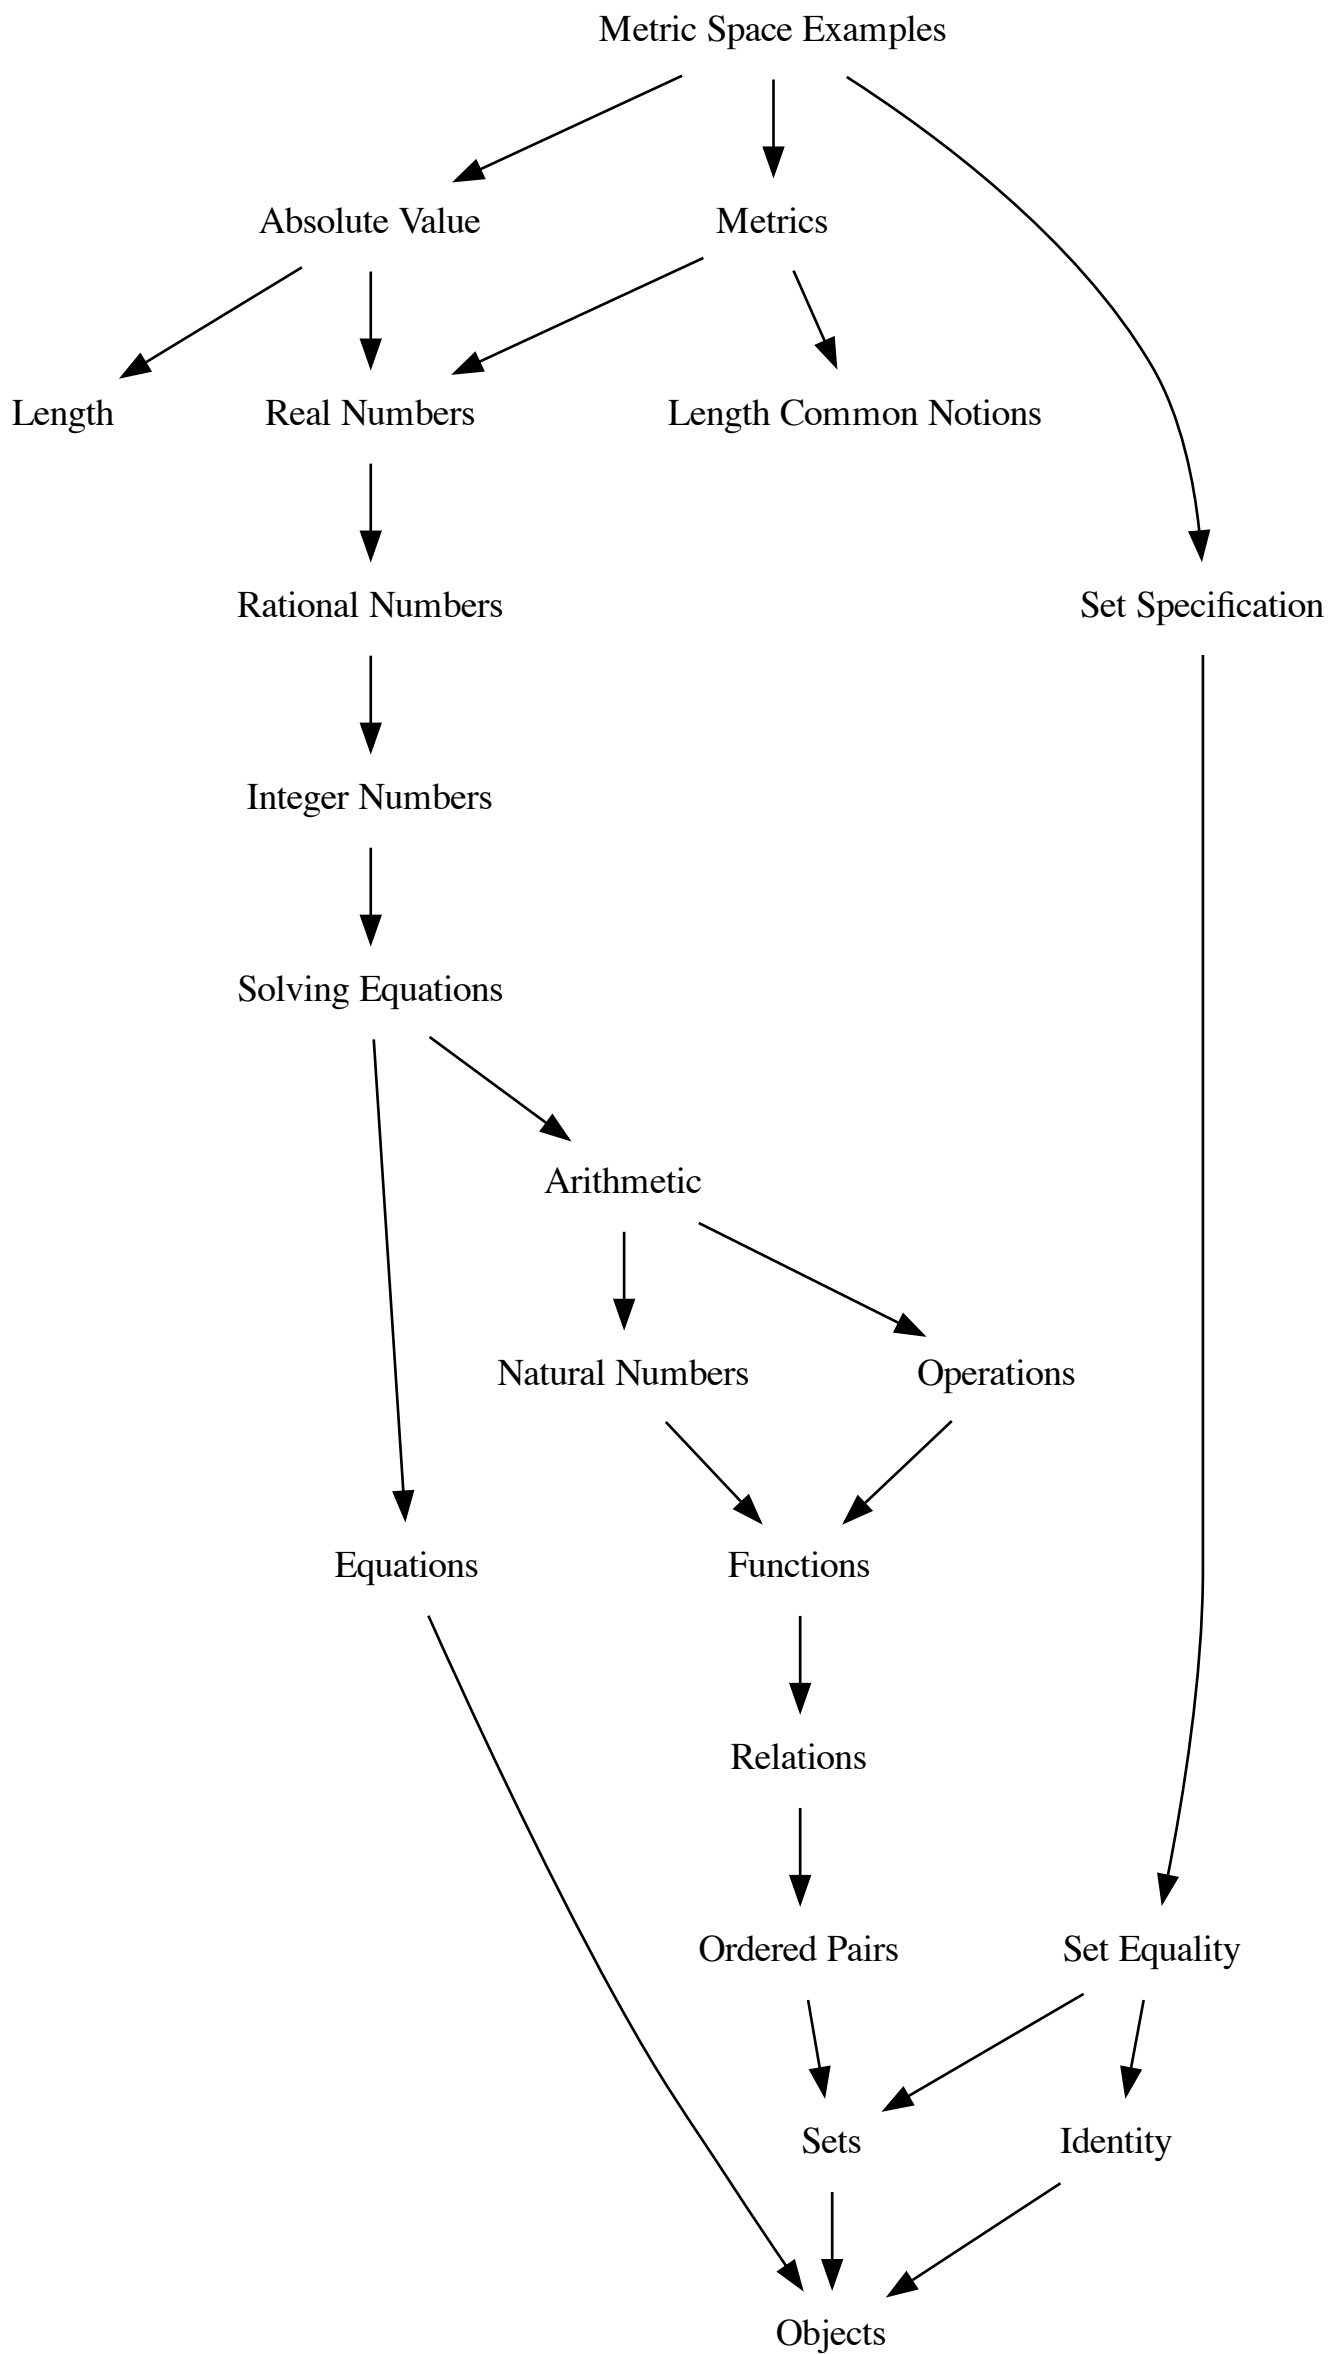 Metric Space Examples
Absolute Value
Metrics
Length
Real Numbers
Length Common Notions
Rational Numbers
Set Specification
Integer Numbers
Solving Equations
Arithmetic
Natural Numbers
Operations
Equations
Functions
Relations
Ordered Pairs
Set Equality
Sets
Identity
Objects